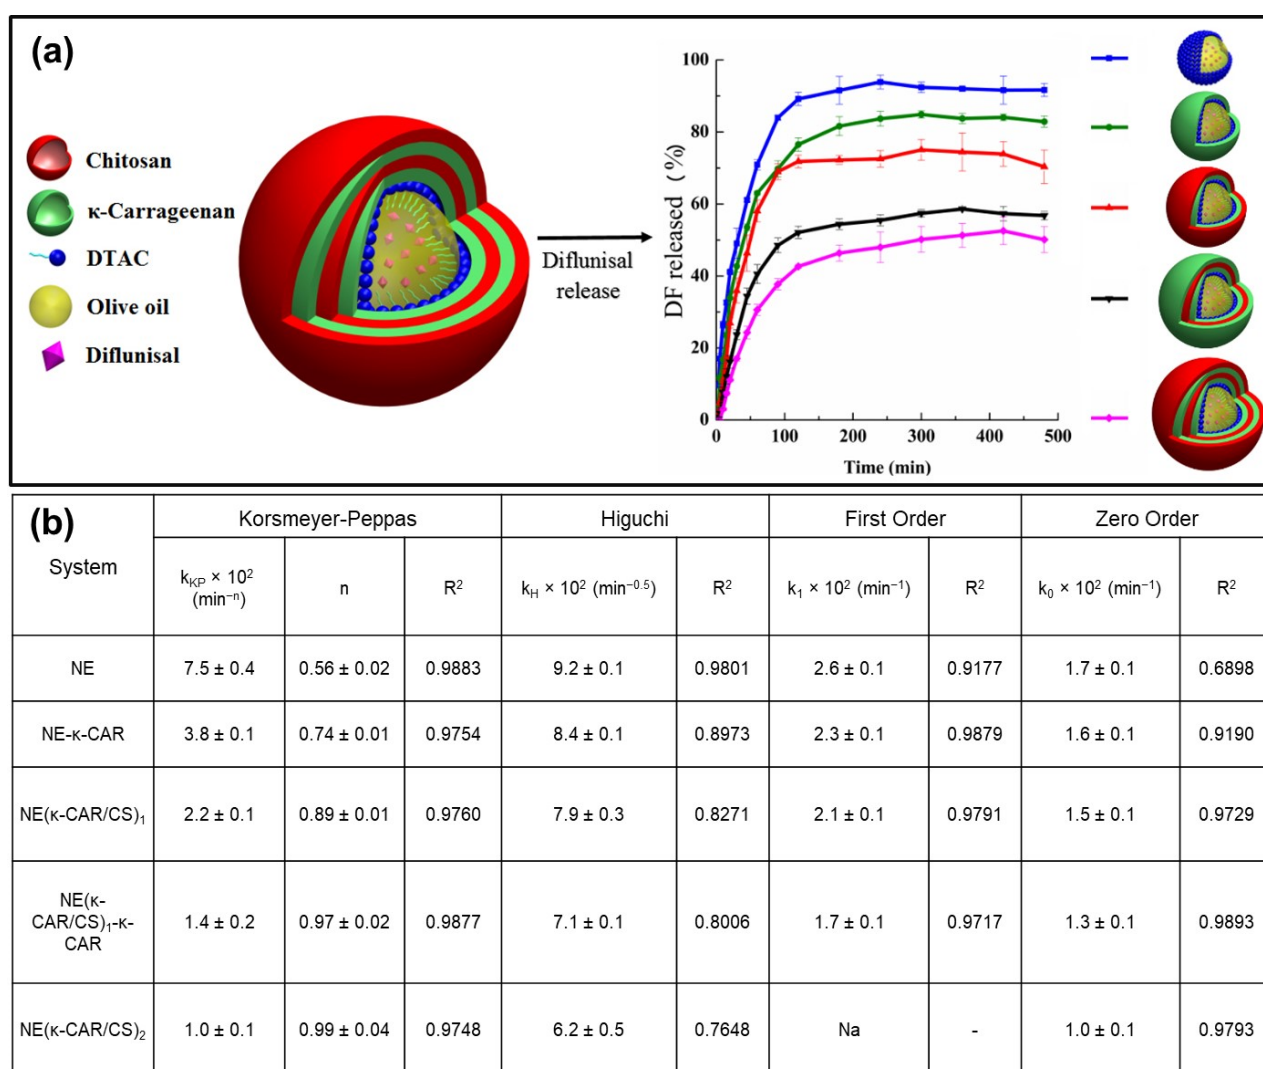 (a)
Chitosan
κ-Carrageenan
DTAC
Olive oil
Diflunisal
Diflunisal
release
DF released (%)
100
80
60
40
20
0
0 100 200 300 400 500
Time (min)
(b)
System
Korsmeyer-Peppas Higuchi First Order Zero Order
k_KP × 10² (min⁻ⁿ) n R² k_H × 10² (min⁻⁰·⁵) R² k₁ × 10² (min⁻¹) R² k₀ × 10² (min⁻¹) R²
NE 7.5 ± 0.4 0.56 ± 0.02 0.9883 9.2 ± 0.1 0.9801 2.6 ± 0.1 0.9177 1.7 ± 0.1 0.6898
NE-κ-CAR 3.8 ± 0.1 0.74 ± 0.01 0.9754 8.4 ± 0.1 0.8973 2.3 ± 0.1 0.9879 1.6 ± 0.1 0.9190
NE(κ-CAR/CS)₁ 2.2 ± 0.1 0.89 ± 0.01 0.9760 7.9 ± 0.3 0.8271 2.1 ± 0.1 0.9791 1.5 ± 0.1 0.9729
NE(κ-CAR/CS)₁-κ-CAR 1.4 ± 0.2 0.97 ± 0.02 0.9877 7.1 ± 0.1 0.8006 1.7 ± 0.1 0.9717 1.3 ± 0.1 0.9893
NE(κ-CAR/CS)₂ 1.0 ± 0.1 0.99 ± 0.04 0.9748 6.2 ± 0.5 0.7648 Na - 1.0 ± 0.1 0.9793